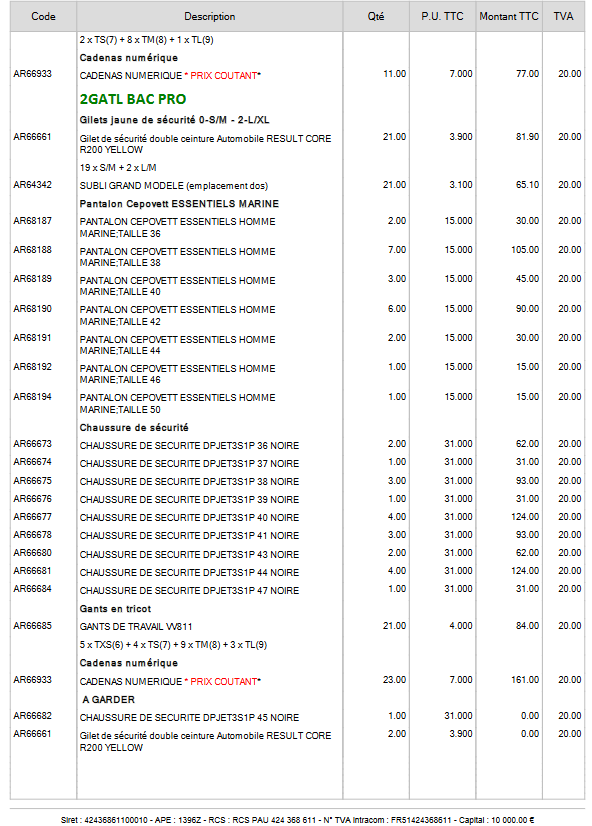 Code Description Qté P.U. TTC Montant TTC TVA
2 x TS(7) + 8 x TM(8) + 1 x TL(9)
Cadenas numérique
AR66933 CADENAS NUMERIQUE * PRIX COUTANT* 11.00 7.000 77.00 20.00
2GATL BAC PRO
Gilets jaune de sécurité 0-S/M - 2-L/XL
AR66661 Gilet de sécurité double ceinture Automobile RESULT CORE 21.00 3.900 81.90 20.00
R200 YELLOW
19 x S/M + 2 x L/M
AR64342 SUBLI GRAND MODELE (emplacement dos) 21.00 3.100 65.10 20.00
Pantalon Cepovett ESSENTIELS MARINE
AR68187 PANTALON CEPOVETT ESSENTIELS HOMME 2.00 15.000 30.00 20.00
MARINE;TAILLE 36
AR68188 PANTALON CEPOVETT ESSENTIELS HOMME 7.00 15.000 105.00 20.00
MARINE;TAILLE 38
AR68189 PANTALON CEPOVETT ESSENTIELS HOMME 3.00 15.000 45.00 20.00
MARINE;TAILLE 40
AR68190 PANTALON CEPOVETT ESSENTIELS HOMME 6.00 15.000 90.00 20.00
MARINE;TAILLE 42
AR68191 PANTALON CEPOVETT ESSENTIELS HOMME 2.00 15.000 30.00 20.00
MARINE;TAILLE 44
AR68192 PANTALON CEPOVETT ESSENTIELS HOMME 1.00 15.000 15.00 20.00
MARINE;TAILLE 46
AR68194 PANTALON CEPOVETT ESSENTIELS HOMME 1.00 15.000 15.00 20.00
MARINE;TAILLE 50
Chaussure de sécurité
AR66673 CHAUSSURE DE SECURITE DPJET3S1P 36 NOIRE 2.00 31.000 62.00 20.00
AR66674 CHAUSSURE DE SECURITE DPJET3S1P 37 NOIRE 1.00 31.000 31.00 20.00
AR66675 CHAUSSURE DE SECURITE DPJET3S1P 38 NOIRE 3.00 31.000 93.00 20.00
AR66676 CHAUSSURE DE SECURITE DPJET3S1P 39 NOIRE 1.00 31.000 31.00 20.00
AR66677 CHAUSSURE DE SECURITE DPJET3S1P 40 NOIRE 4.00 31.000 124.00 20.00
AR66678 CHAUSSURE DE SECURITE DPJET3S1P 41 NOIRE 3.00 31.000 93.00 20.00
AR66680 CHAUSSURE DE SECURITE DPJET3S1P 43 NOIRE 2.00 31.000 62.00 20.00
AR66681 CHAUSSURE DE SECURITE DPJET3S1P 44 NOIRE 4.00 31.000 124.00 20.00
AR66684 CHAUSSURE DE SECURITE DPJET3S1P 47 NOIRE 1.00 31.000 31.00 20.00
Gants en tricot
AR66685 GANTS DE TRAVAIL VV811 21.00 4.000 84.00 20.00
5 x TXS(6) + 4 x TS(7) + 9 x TM(8) + 3 x TL(9)
Cadenas numérique
AR66933 CADENAS NUMERIQUE * PRIX COUTANT* 23.00 7.000 161.00 20.00
A GARDER
AR66682 CHAUSSURE DE SECURITE DPJET3S1P 45 NOIRE 1.00 31.000 0.00 20.00
AR66661 Gilet de sécurité double ceinture Automobile RESULT CORE 2.00 3.900 0.00 20.00
R200 YELLOW
Siret : 42436861100010 - APE : 1396Z - RCS : RCS PAU 424 368 611 - N° TVA Intracom : FR51424368611 - Capital : 10 000.00 €